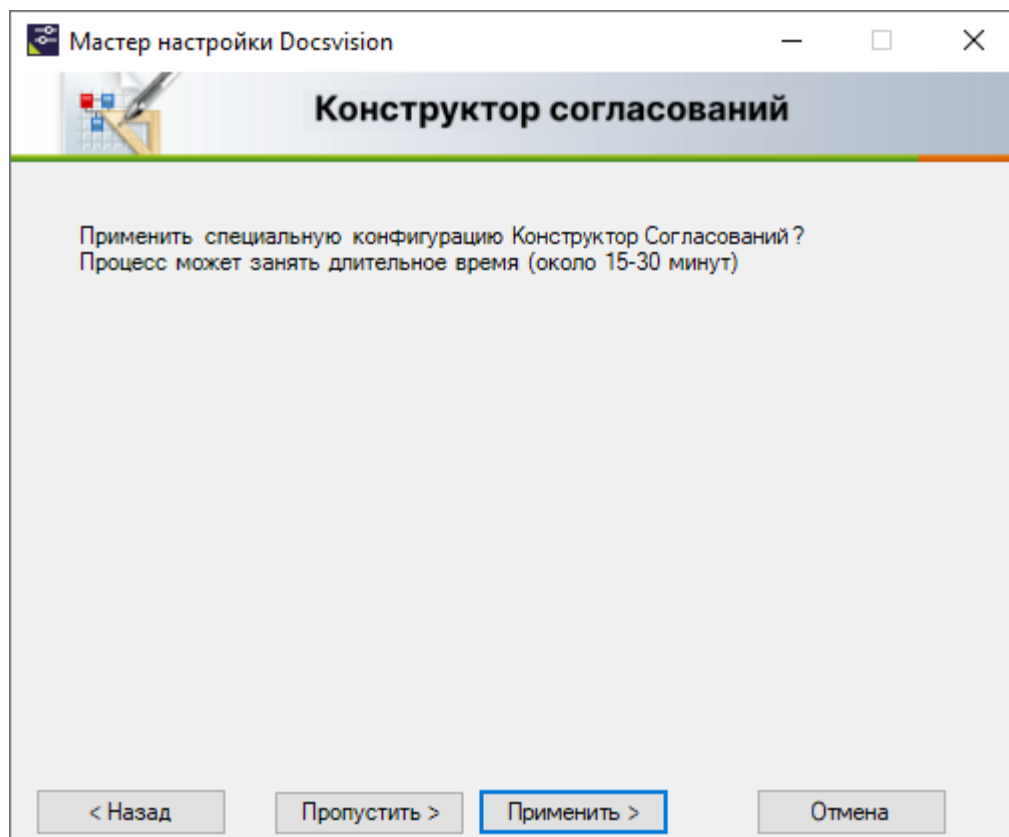 Мастер настройки Docsvision
Конструктор согласований
Применить специальную конфигурацию Конструктор Согласований?
Процесс может занять длительное время (около 15-30 минут)
< Назад
Пропустить >
Применить >
Отмена